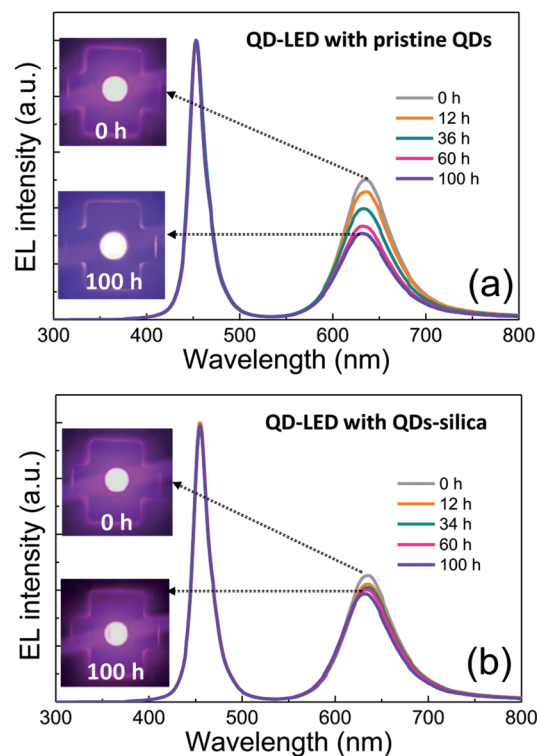 QD-LED with pristine QDs
0 h
12 h
36 h
60 h
100 h
0 h
100 h
(a)
EL intensity (a.u.)
300 400 500 600 700 800
Wavelength (nm)
QD-LED with QDs-silica
0 h
12 h
34 h
60 h
100 h
0 h
100 h
(b)
EL intensity (a.u.)
300 400 500 600 700 800
Wavelength (nm)